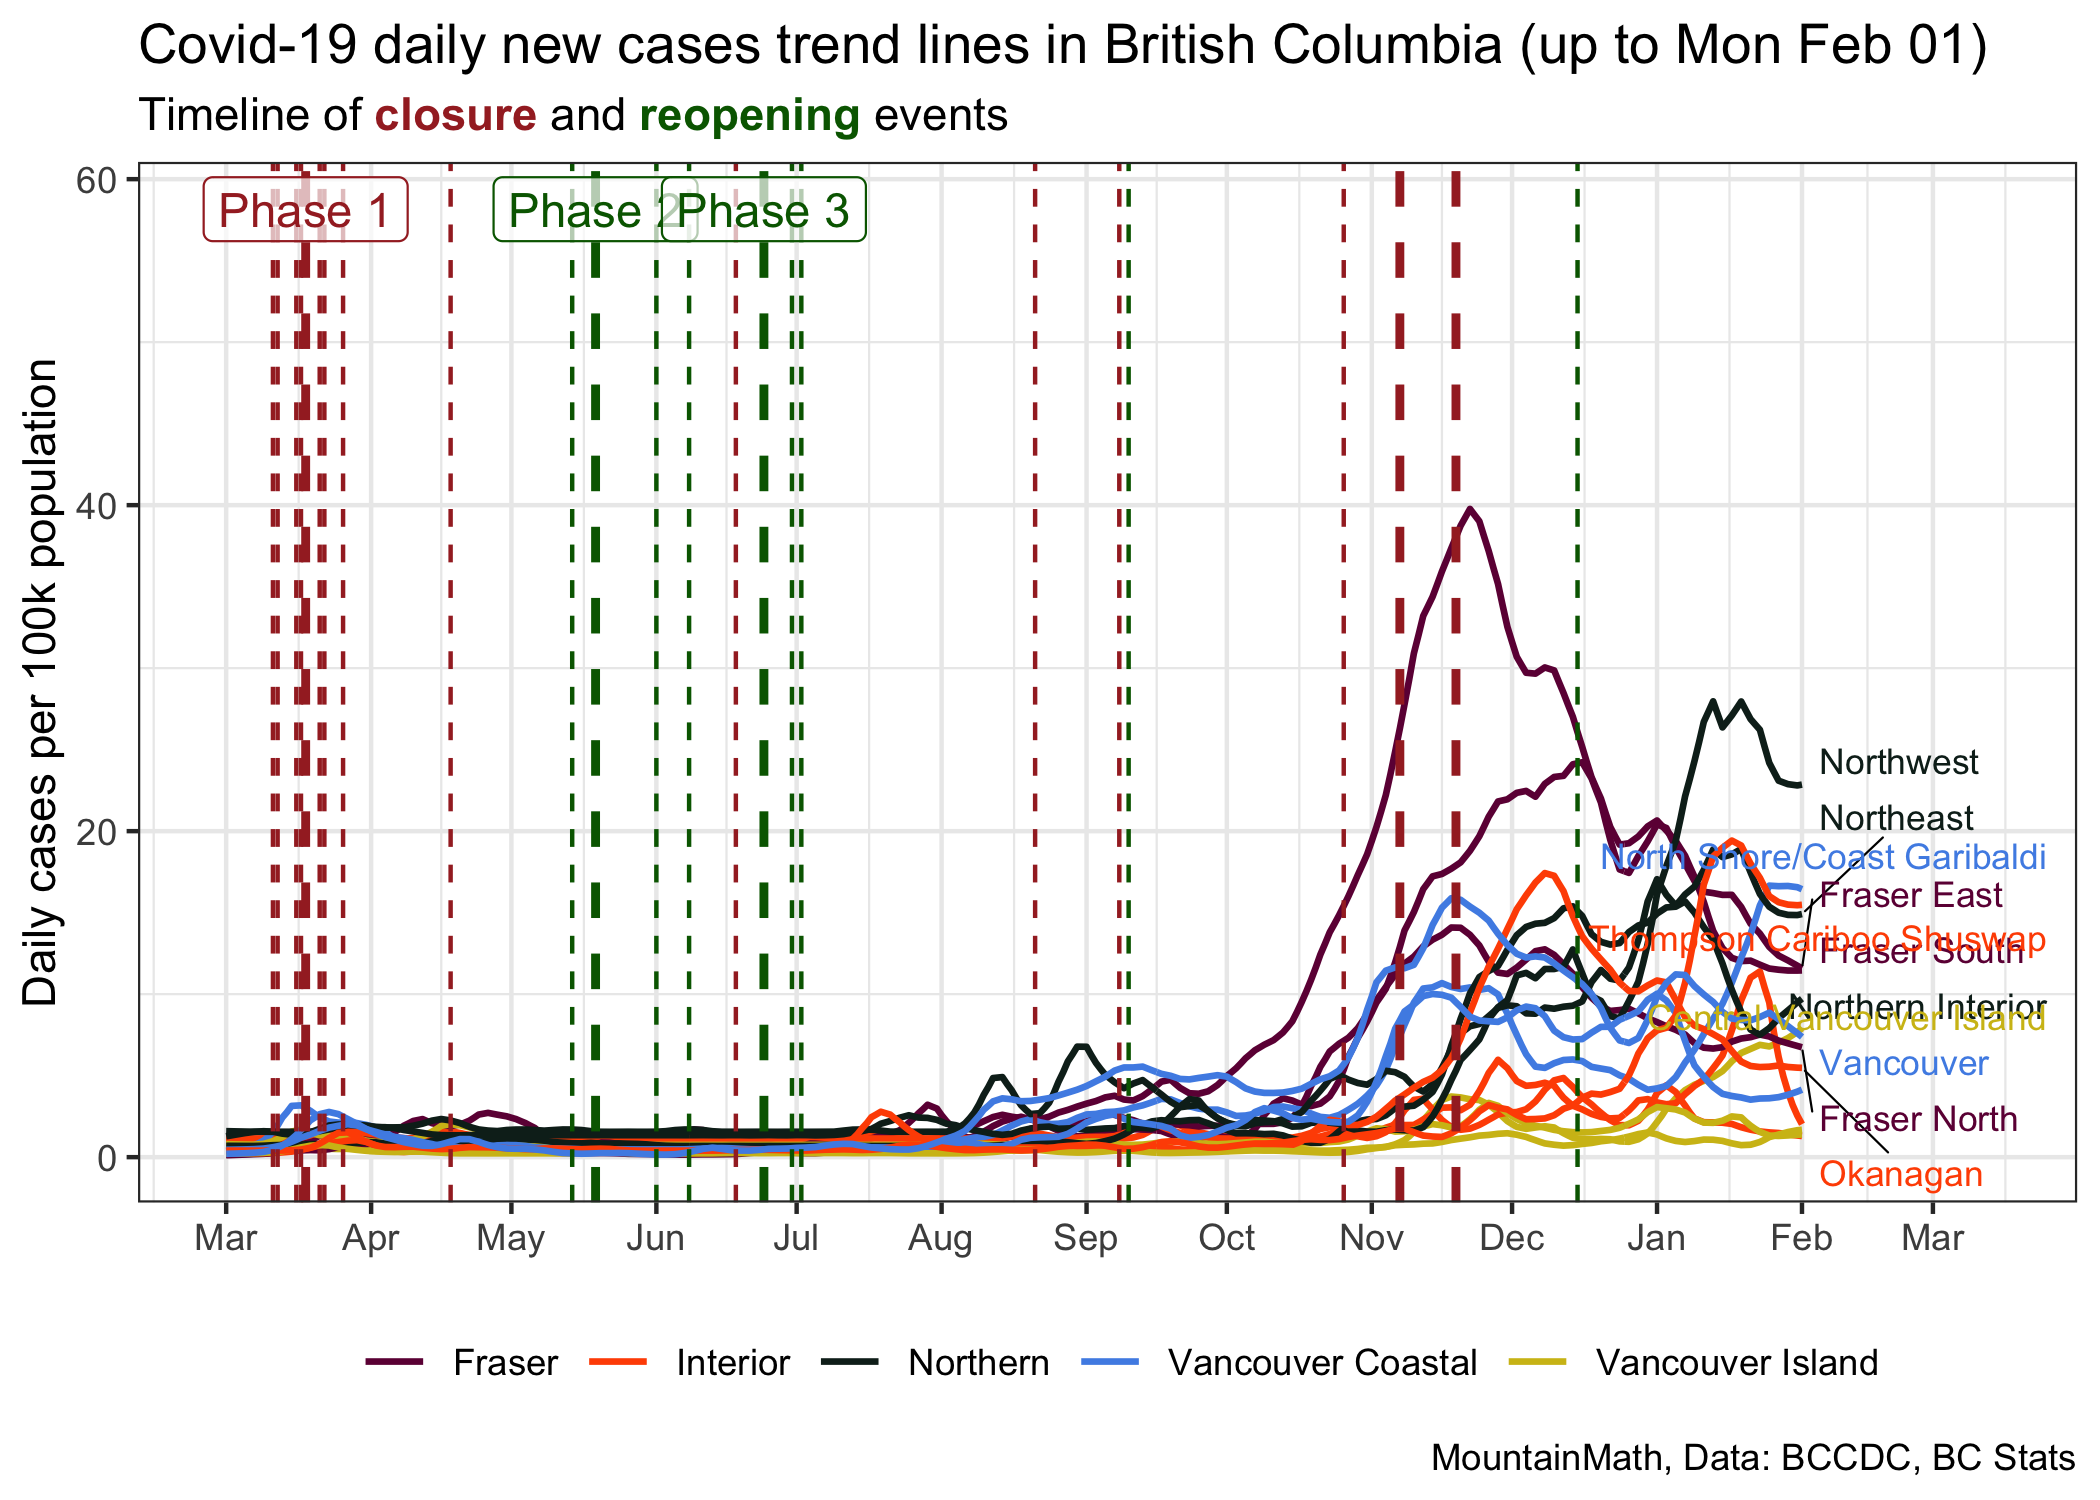 Covid-19 daily new cases trend lines in British Columbia (up to Mon Feb 01)
Timeline of closure and reopening events
Daily cases per 100k population
60
40
20
0
Phase 1
Phase 2
Phase 3
Northwest
Northeast
North Shore/Coast Garibaldi
Fraser East
Thompson Cariboo Shuswap
Fraser South
Northern Interior
Central Vancouver Island
Vancouver
Fraser North
Okanagan
Mar Apr May Jun Jul Aug Sep Oct Nov Dec Jan Feb Mar
Fraser Interior Northern Vancouver Coastal Vancouver Island
MountainMath, Data: BCCDC, BC Stats